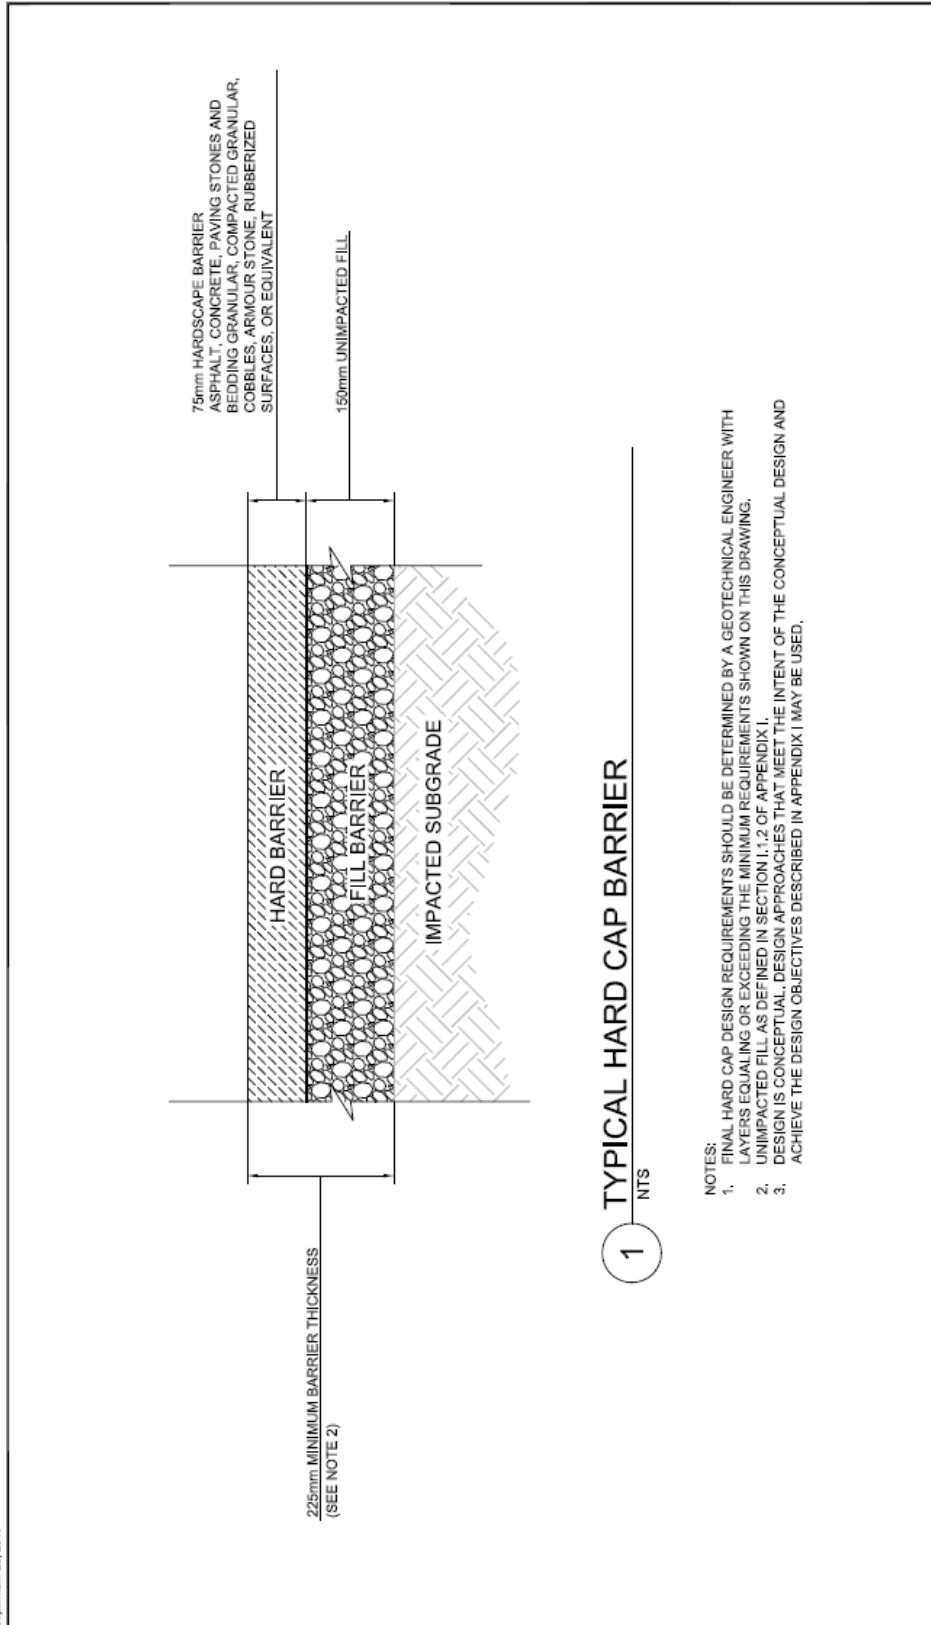 75mm HARDSCAPE BARRIER
ASPHALT, CONCRETE, PAVING STONES AND
BEDDING GRANULAR, COMPACTED GRANULAR,
COBBLES, ARMOUR STONE, RUBBERIZED
SURFACES, OR EQUIVALENT
150mm UNIMPACTED FILL
HARD BARRIER
FILL BARRIER
IMPACTED SUBGRADE
225mm MINIMUM BARRIER THICKNESS
(SEE NOTE 2)
1
TYPICAL HARD CAP BARRIER
NTS
NOTES:
1. FINAL HARD CAP DESIGN REQUIREMENTS SHOULD BE DETERMINED BY A GEOTECHNICAL ENGINEER WITH
LAYERS EQUALING OR EXCEEDING THE MINIMUM REQUIREMENTS SHOWN ON THIS DRAWING.
2. UNIMPACTED FILL AS DEFINED IN SECTION I.1.2 OF APPENDIX I.
3. DESIGN IS CONCEPTUAL. DESIGN APPROACHES THAT MEET THE INTENT OF THE CONCEPTUAL DESIGN AND
ACHIEVE THE DESIGN OBJECTIVES DESCRIBED IN APPENDIX I MAY BE USED.